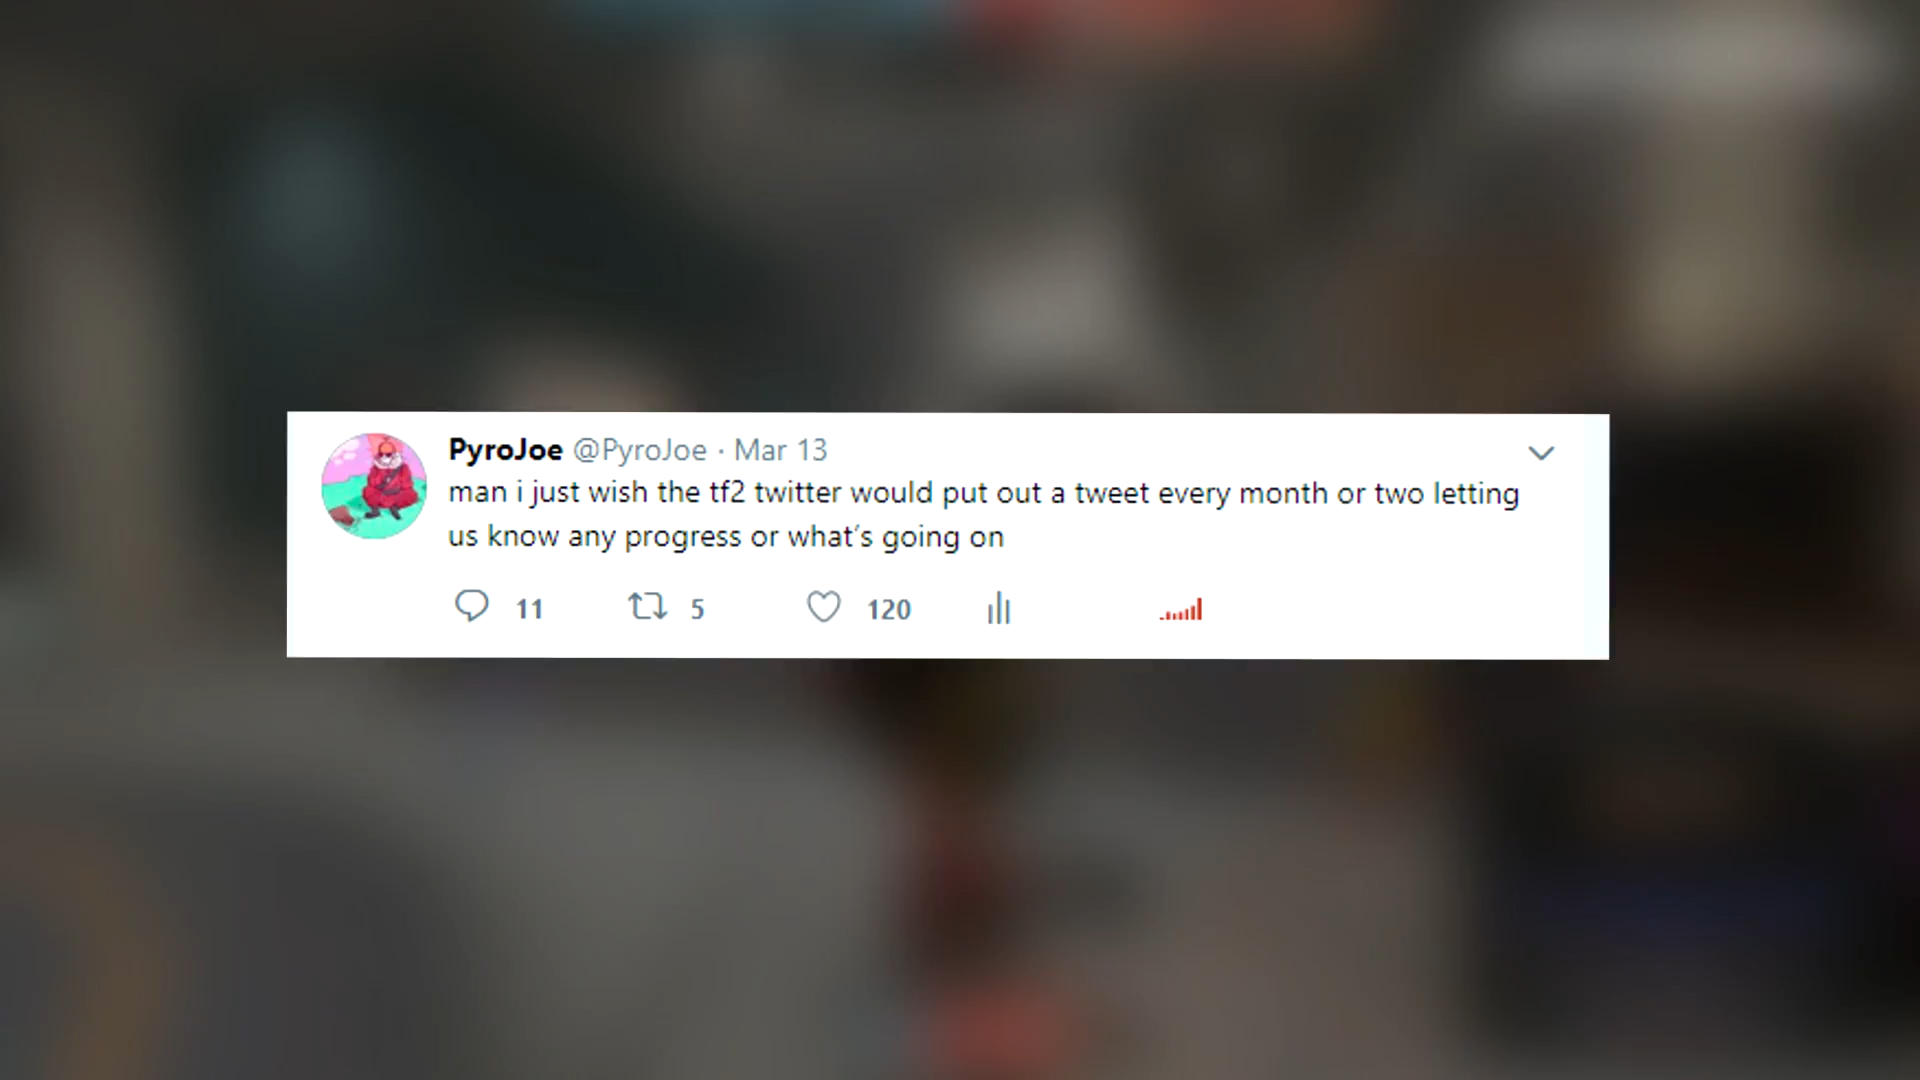 PyroJoe @PyroJoe · Mar 13
man i just wish the tf2 twitter would put out a tweet every month or two letting
us know any progress or what's going on
11 5 120